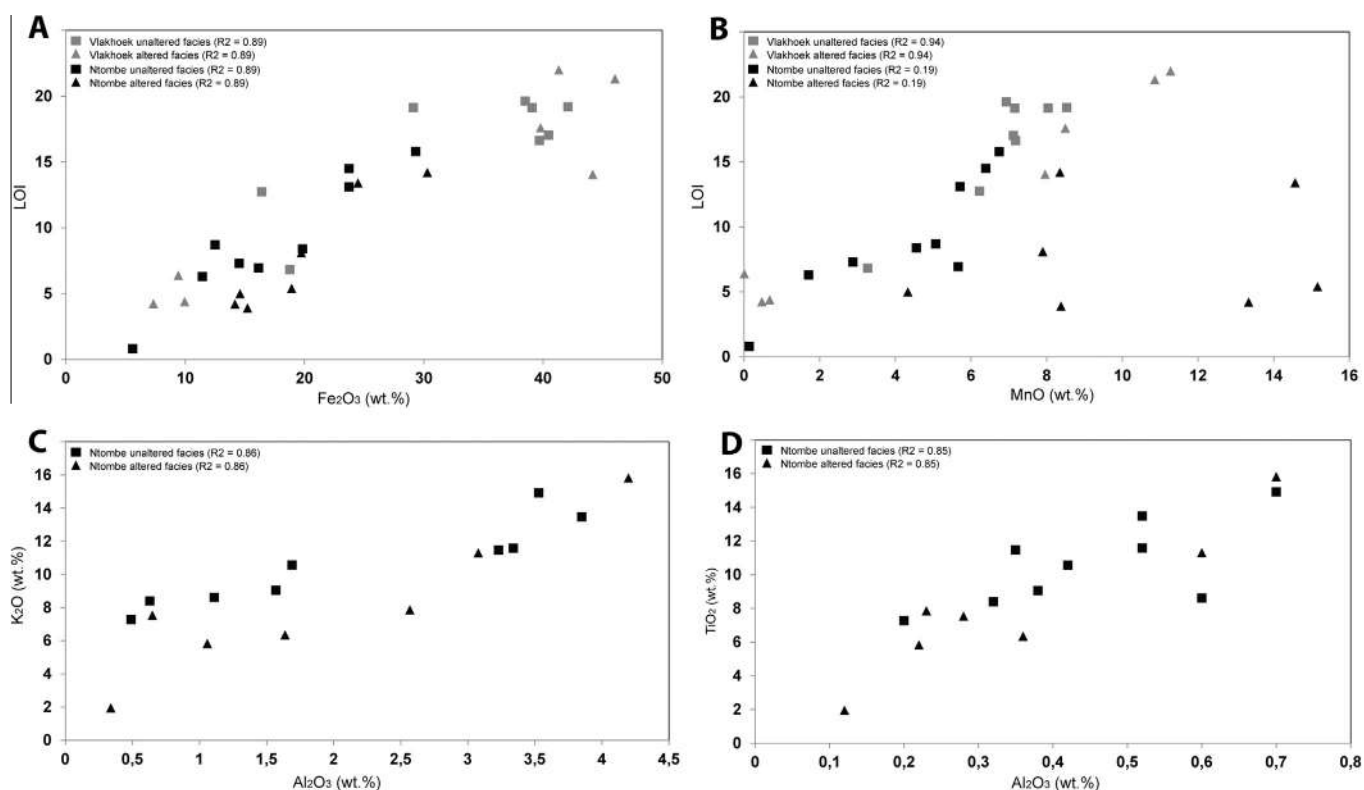 A
Vlakhoek unaltered facies (R2 = 0.89)
Vlakhoek altered facies (R2 = 0.89)
Ntombe unaltered facies (R2 = 0.89)
Ntombe altered facies (R2 = 0.89)
20
15
10
5
0
LOI
0 10 20 30 40 50
Fe₂O₃ (wt.%)
B
Vlakhoek unaltered facies (R2 = 0.94)
Vlakhoek altered facies (R2 = 0.94)
Ntombe unaltered facies (R2 = 0.19)
Ntombe altered facies (R2 = 0.19)
20
15
10
5
0
LOI
0 2 4 6 8 10 12 14 16
MnO (wt.%)
C
Ntombe unaltered facies (R2 = 0.86)
Ntombe altered facies (R2 = 0.86)
16
14
12
10
8
6
4
2
0
K₂O (wt.%)
0 0,5 1 1,5 2 2,5 3 3,5 4 4,5
Al₂O₃ (wt.%)
D
Ntombe unaltered facies (R2 = 0.85)
Ntombe altered facies (R2 = 0.85)
16
14
12
10
8
6
4
2
0
TiO₂ (wt.%)
0 0,1 0,2 0,3 0,4 0,5 0,6 0,7 0,8
Al₂O₃ (wt.%)